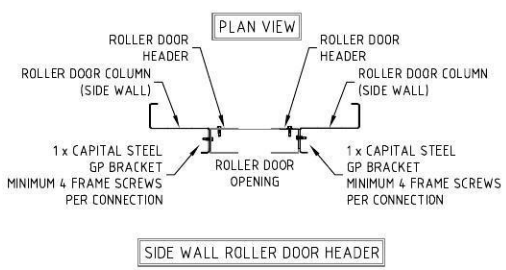 PLAN VIEW
ROLLER DOOR
HEADER
ROLLER DOOR
HEADER
ROLLER DOOR COLUMN
(SIDE WALL)
ROLLER DOOR COLUMN
(SIDE WALL)
1 x CAPITAL STEEL
GP BRACKET
MINIMUM 4 FRAME SCREWS
PER CONNECTION
ROLLER DOOR
OPENING
1 x CAPITAL STEEL
GP BRACKET
MINIMUM 4 FRAME SCREWS
PER CONNECTION
SIDE WALL ROLLER DOOR HEADER